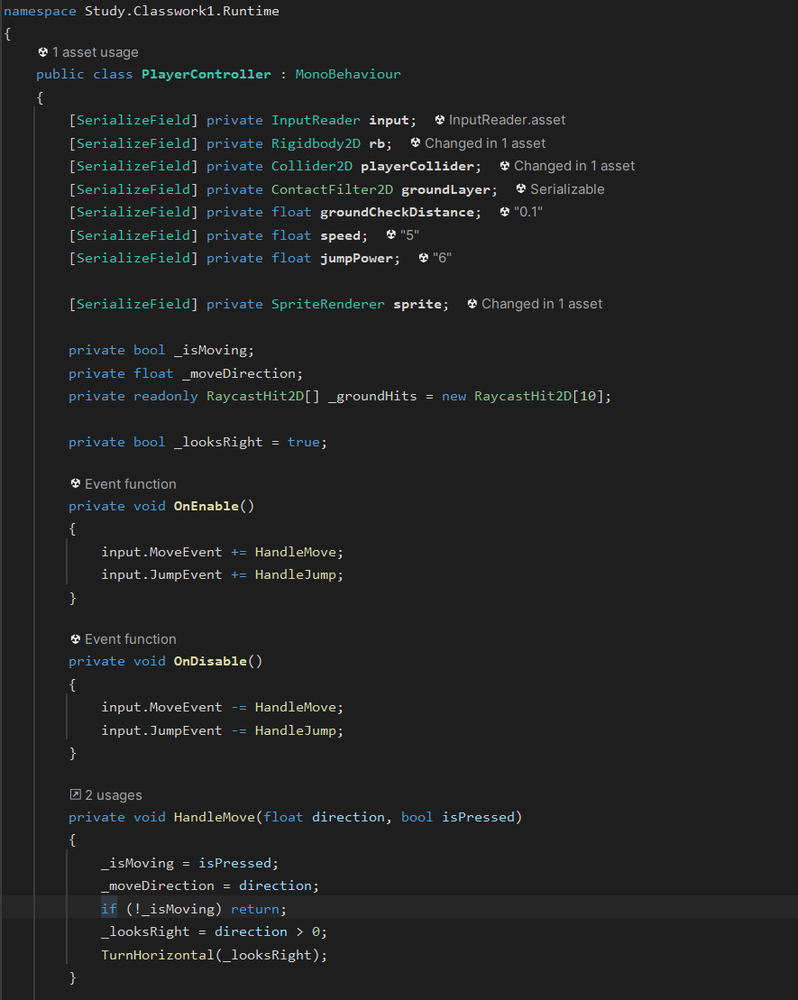 namespace Study.Classwork1.Runtime
{
1 asset usage
public class PlayerController : MonoBehaviour
{
[SerializeField] private InputReader input; InputReader.asset
[SerializeField] private Rigidbody2D rb; Changed in 1 asset
[SerializeField] private Collider2D playerCollider; Changed in 1 asset
[SerializeField] private ContactFilter2D groundLayer; Serializable
[SerializeField] private float groundCheckDistance; "0.1"
[SerializeField] private float speed; "5"
[SerializeField] private float jumpPower; "6"
[SerializeField] private SpriteRenderer sprite; Changed in 1 asset
private bool _isMoving;
private float _moveDirection;
private readonly RaycastHit2D[] _groundHits = new RaycastHit2D[10];
private bool _looksRight = true;
Event function
private void OnEnable()
{
input.MoveEvent += HandleMove;
input.JumpEvent += HandleJump;
}
Event function
private void OnDisable()
{
input.MoveEvent -= HandleMove;
input.JumpEvent -= HandleJump;
}
2 usages
private void HandleMove(float direction, bool isPressed)
{
_isMoving = isPressed;
_moveDirection = direction;
if (!_isMoving) return;
_looksRight = direction > 0;
TurnHorizontal(_looksRight);
}